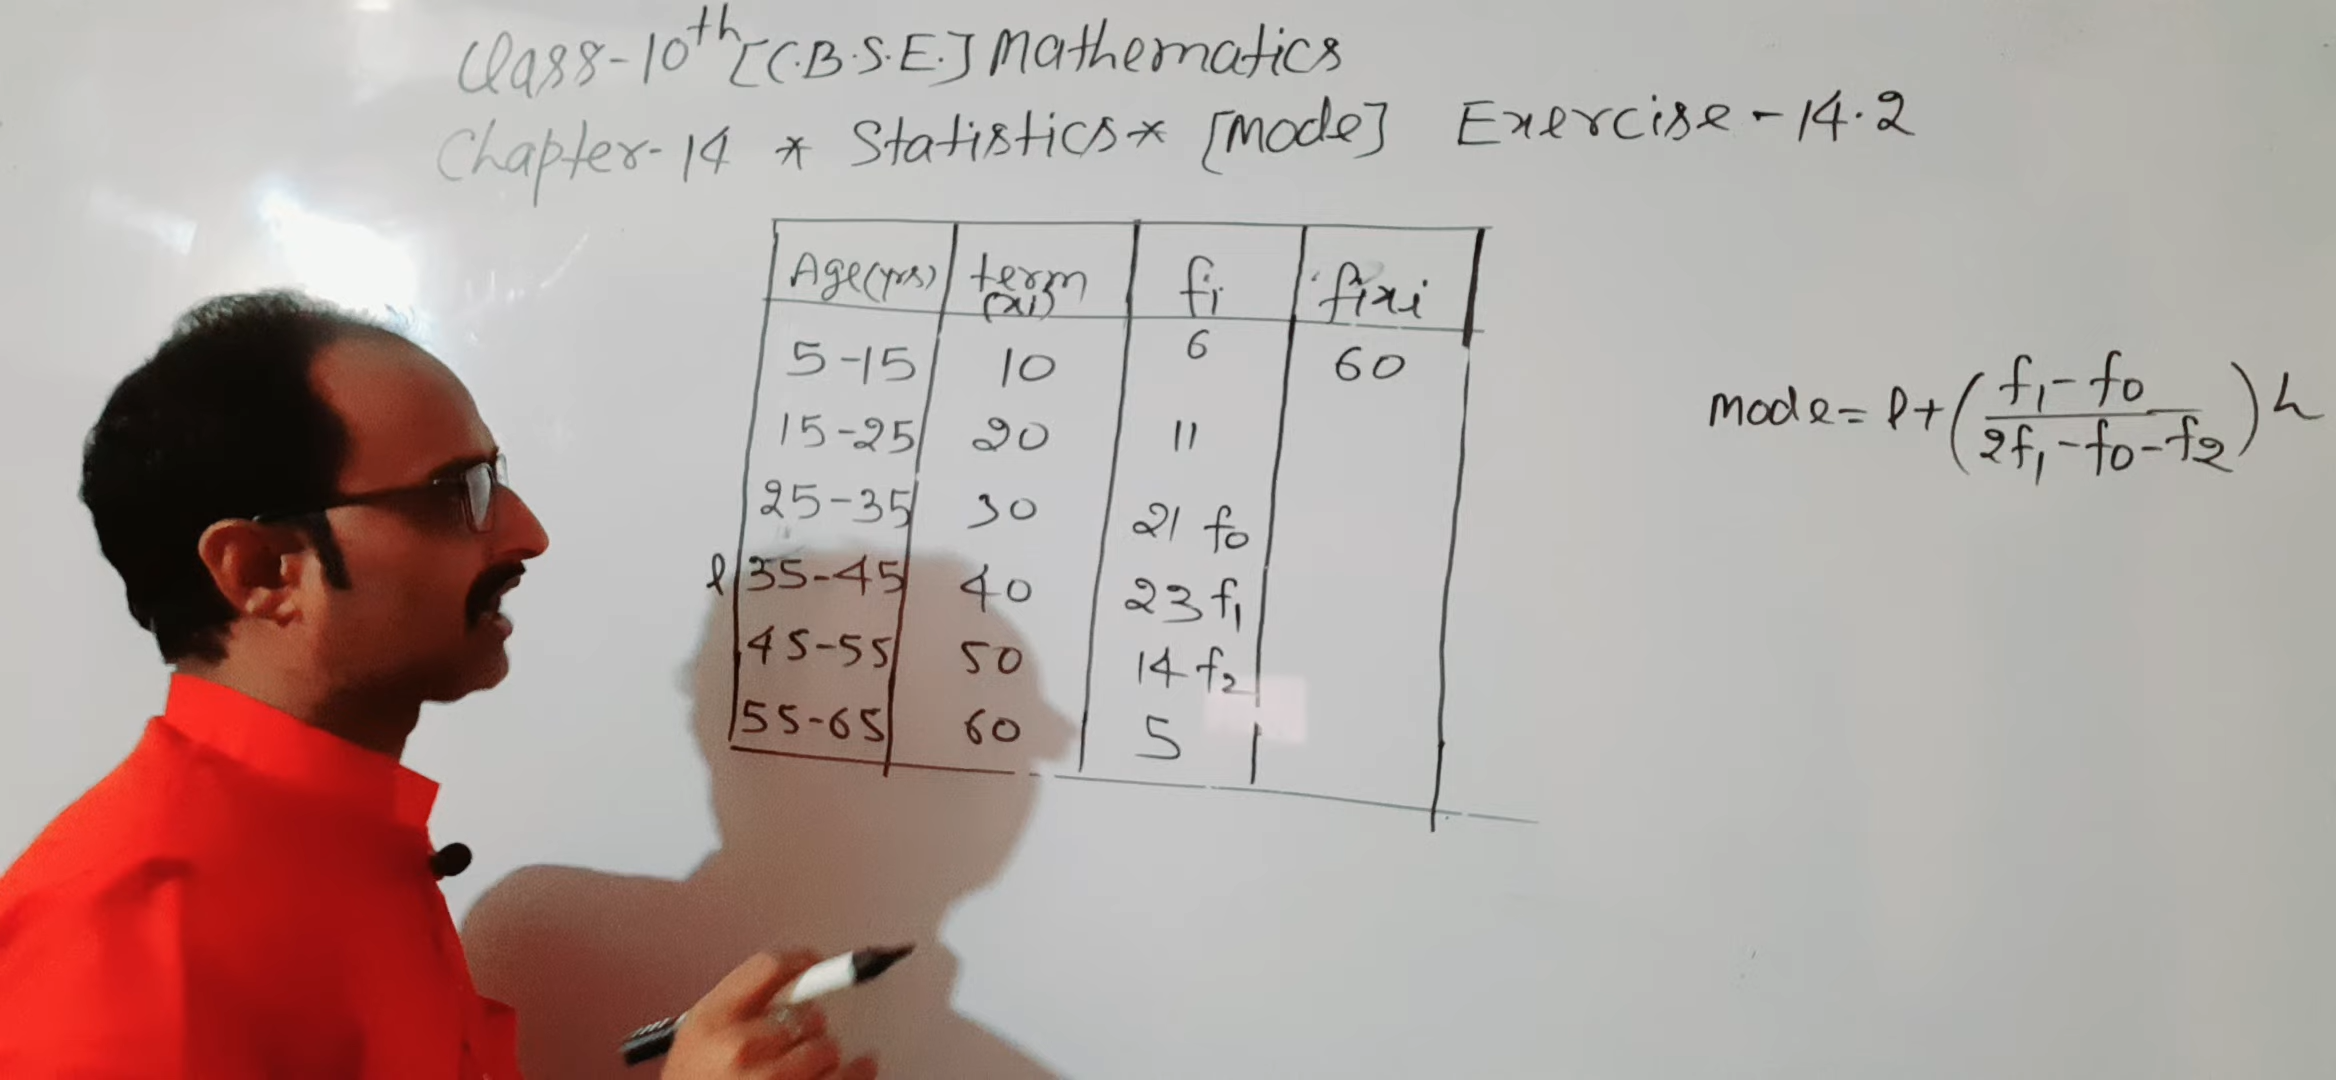 Class-10th [C.B.S.E.] Mathematics
Chapter-14 * Statistics * [Mode] Exercise - 14.2
Age(yrs) term (xi) fi fixi
5-15 10 6 60
15-25 20 11
25-35 30 21 f0
l 35-45 40 23 f1
45-55 50 14 f2
55-65 60 5
mode = l + (f1 - f0 / 2f1 - f0 - f2) h